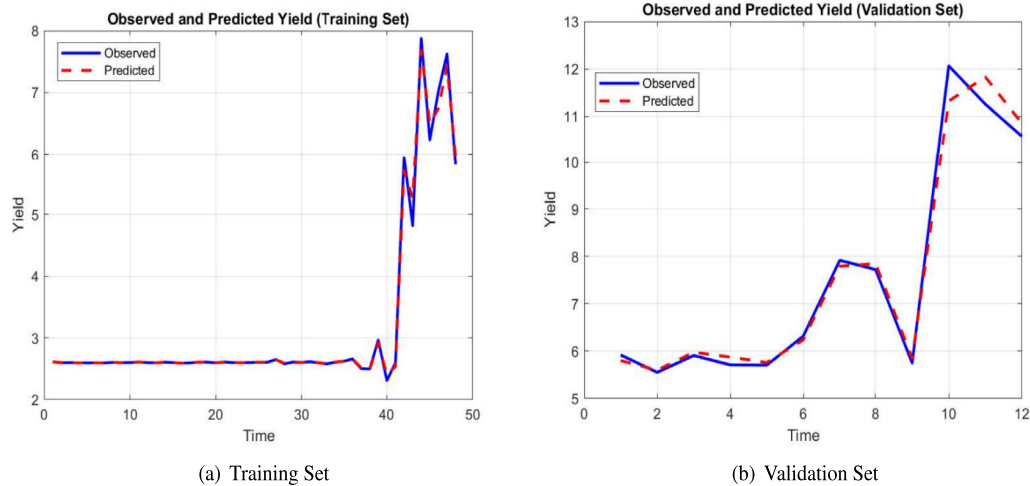 Observed and Predicted Yield (Training Set)
8
7
6
5
4
3
2
Yield
Observed
Predicted
0 10 20 30 40 50
Time
(a) Training Set
Observed and Predicted Yield (Validation Set)
13
12
11
10
9
8
7
6
5
Yield
Observed
Predicted
0 2 4 6 8 10 12
Time
(b) Validation Set